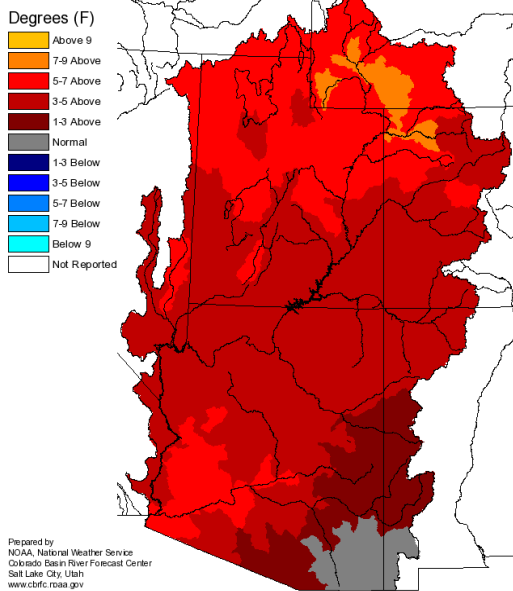 Degrees (F)
Above 9
7-9 Above
5-7 Above
3-5 Above
1-3 Above
Normal
1-3 Below
3-5 Below
5-7 Below
7-9 Below
Below 9
Not Reported
Prepared by
NOAA, National Weather Service
Colorado Basin River Forecast Center
Salt Lake City, Utah
www.cbrfc.noaa.gov